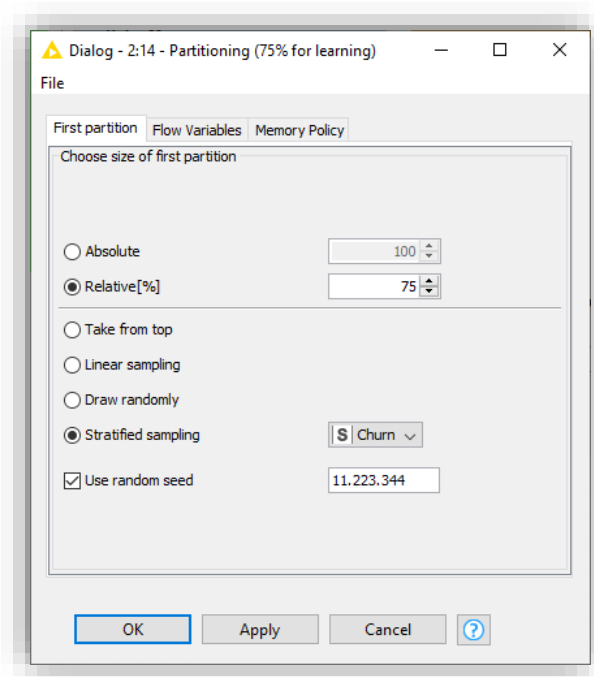 Dialog - 2:14 - Partitioning (75% for learning)
File
First partition Flow Variables Memory Policy
Choose size of first partition
Absolute 100
Relative[%] 75
Take from top
Linear sampling
Draw randomly
Stratified sampling S Churn
Use random seed 11.223.344
OK Apply Cancel ?